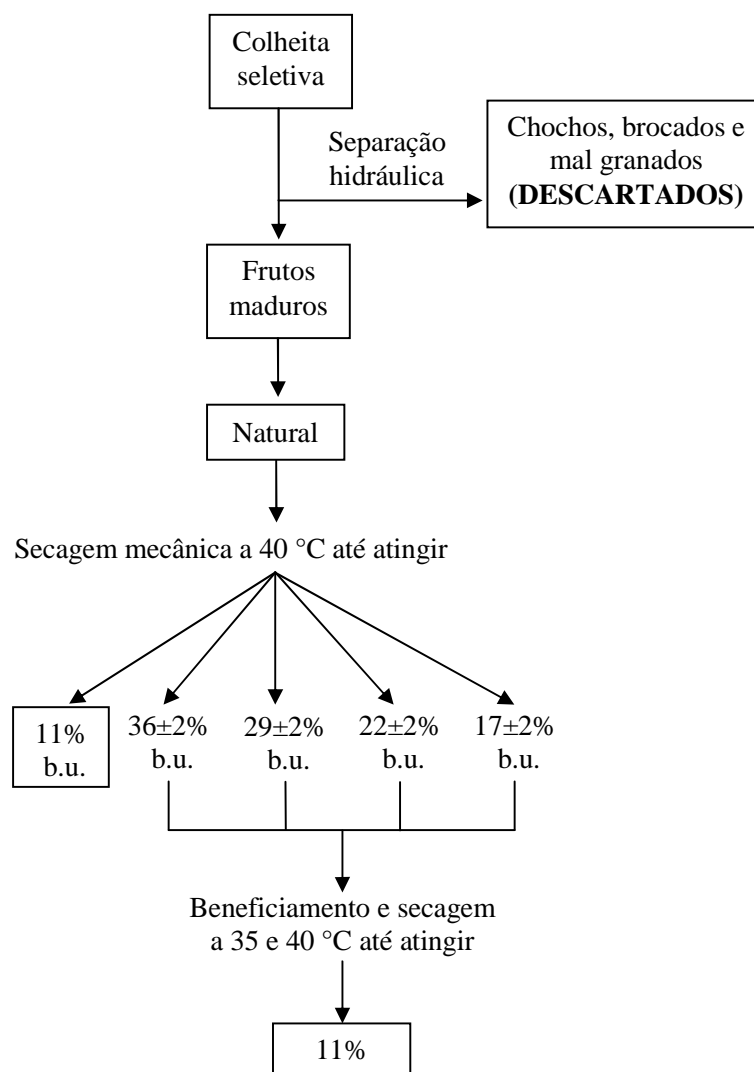 Colheita
seletiva
Separação
hidráulica
Chochos, brocados e
mal granados
(DESCARTADOS)
Frutos
maduros
Natural
Secagem mecânica a 40 °C até atingir
11%
b.u.
36±2%
b.u.
29±2%
b.u.
22±2%
b.u.
17±2%
b.u.
Beneficiamento e secagem
a 35 e 40 °C até atingir
11%